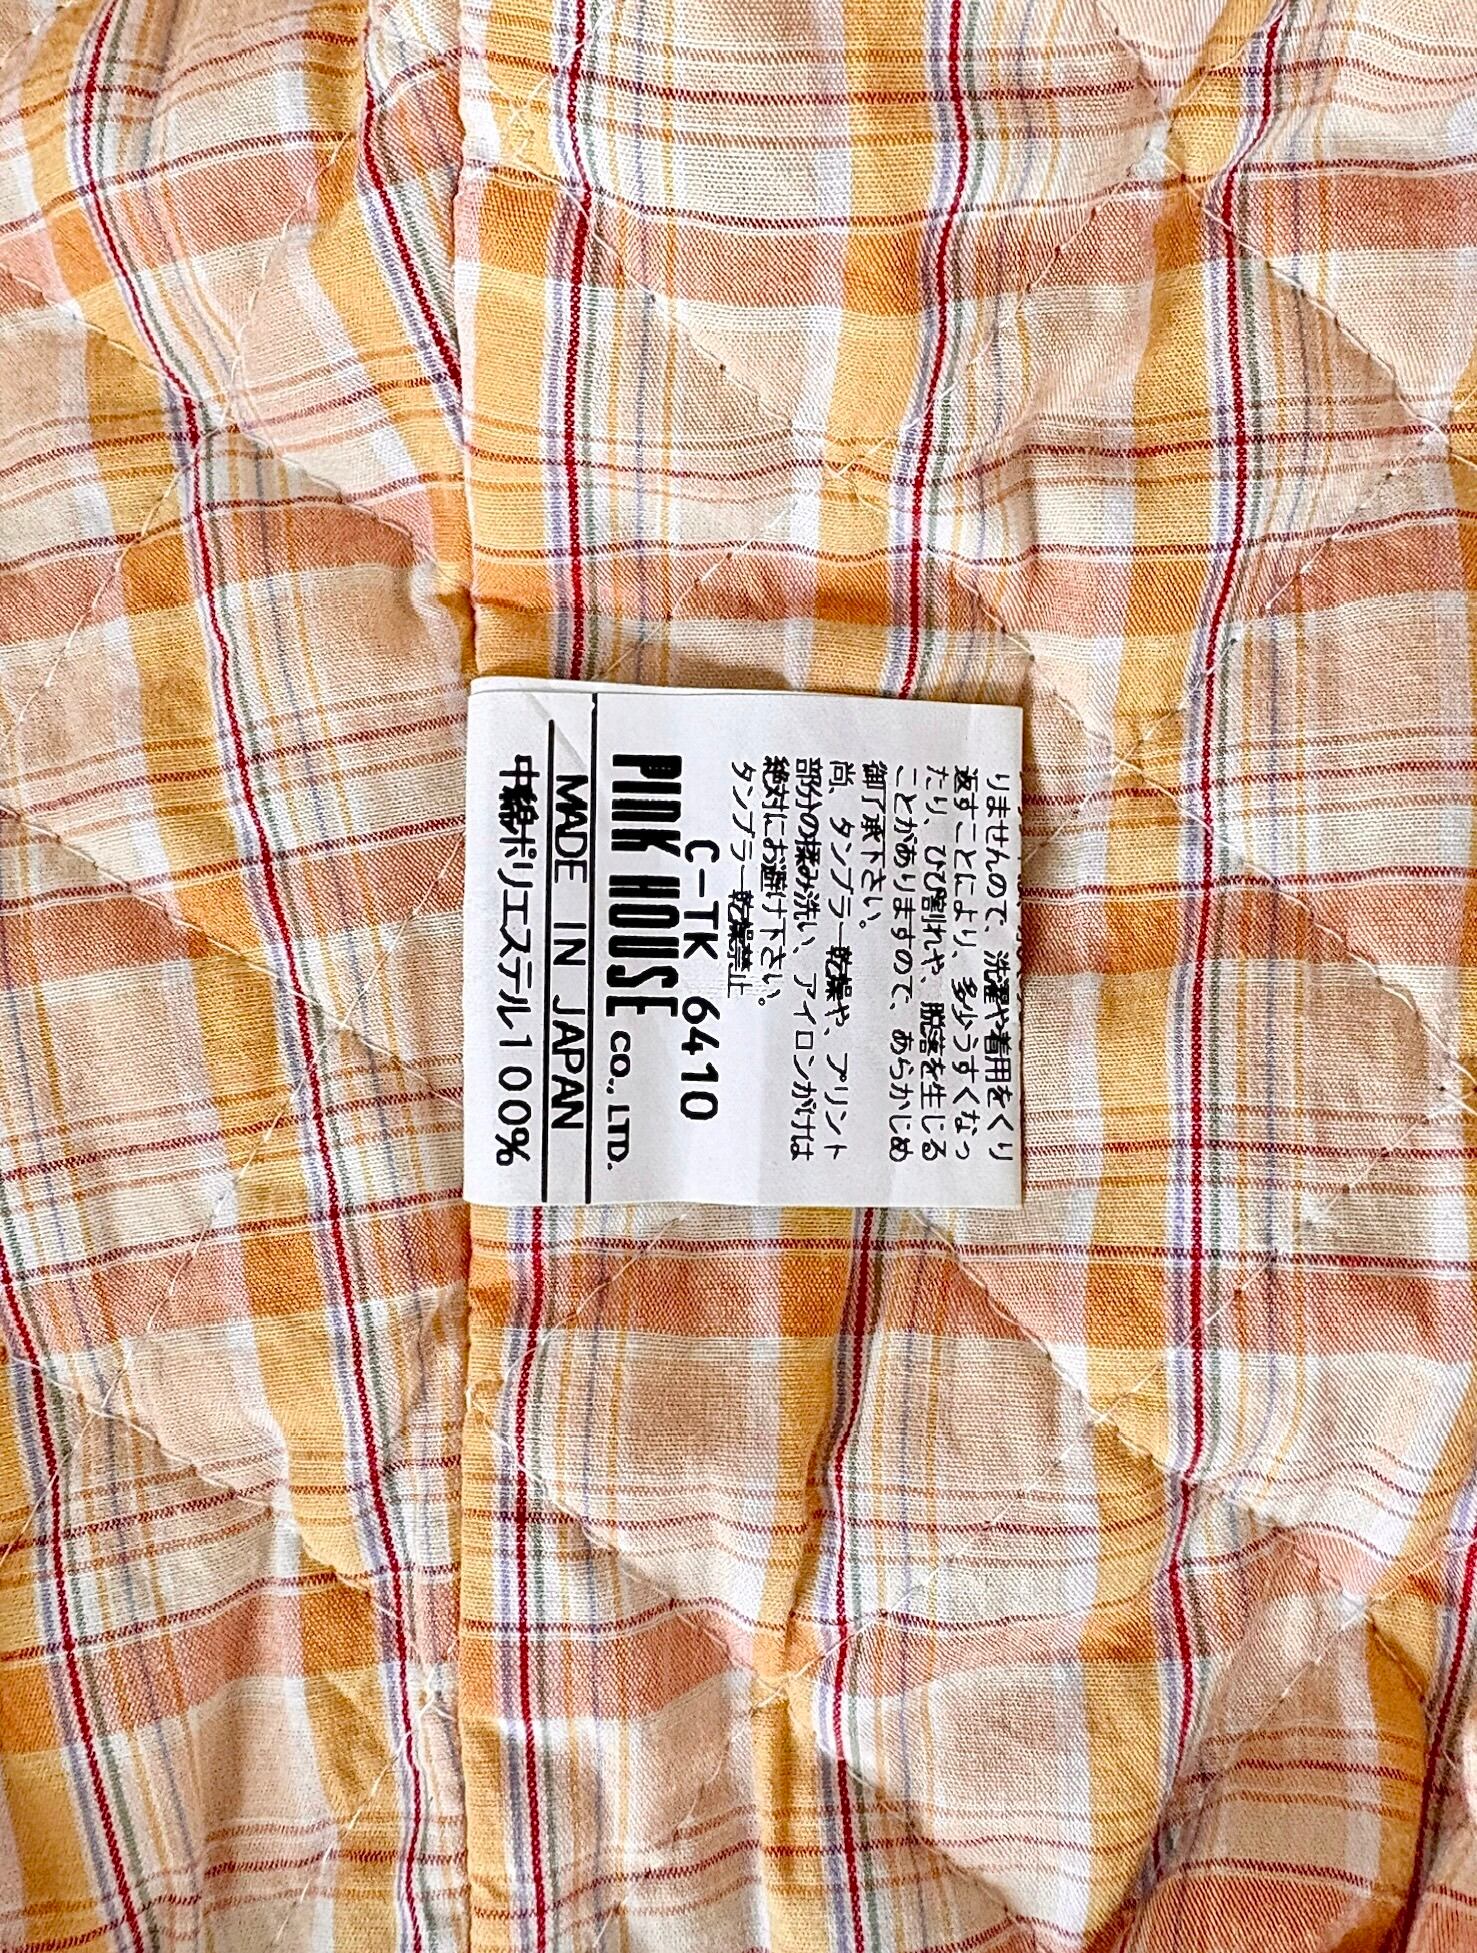 りませんので、洗濯や着用をくり
返すことにより、多少うすくなっ
たり、ひび割れや、脱落を生じる
ことがありますので、あらかじめ
御了承下さい。
尚、タンブラー乾燥や、プリント
部分の揉み洗い、アイロンがけは
絶対にお避け下さい。
タンブラー乾燥禁止
C-TK 6410
PINK HOUSE CO., LTD.
MADE IN JAPAN
中綿ポリエステル100%